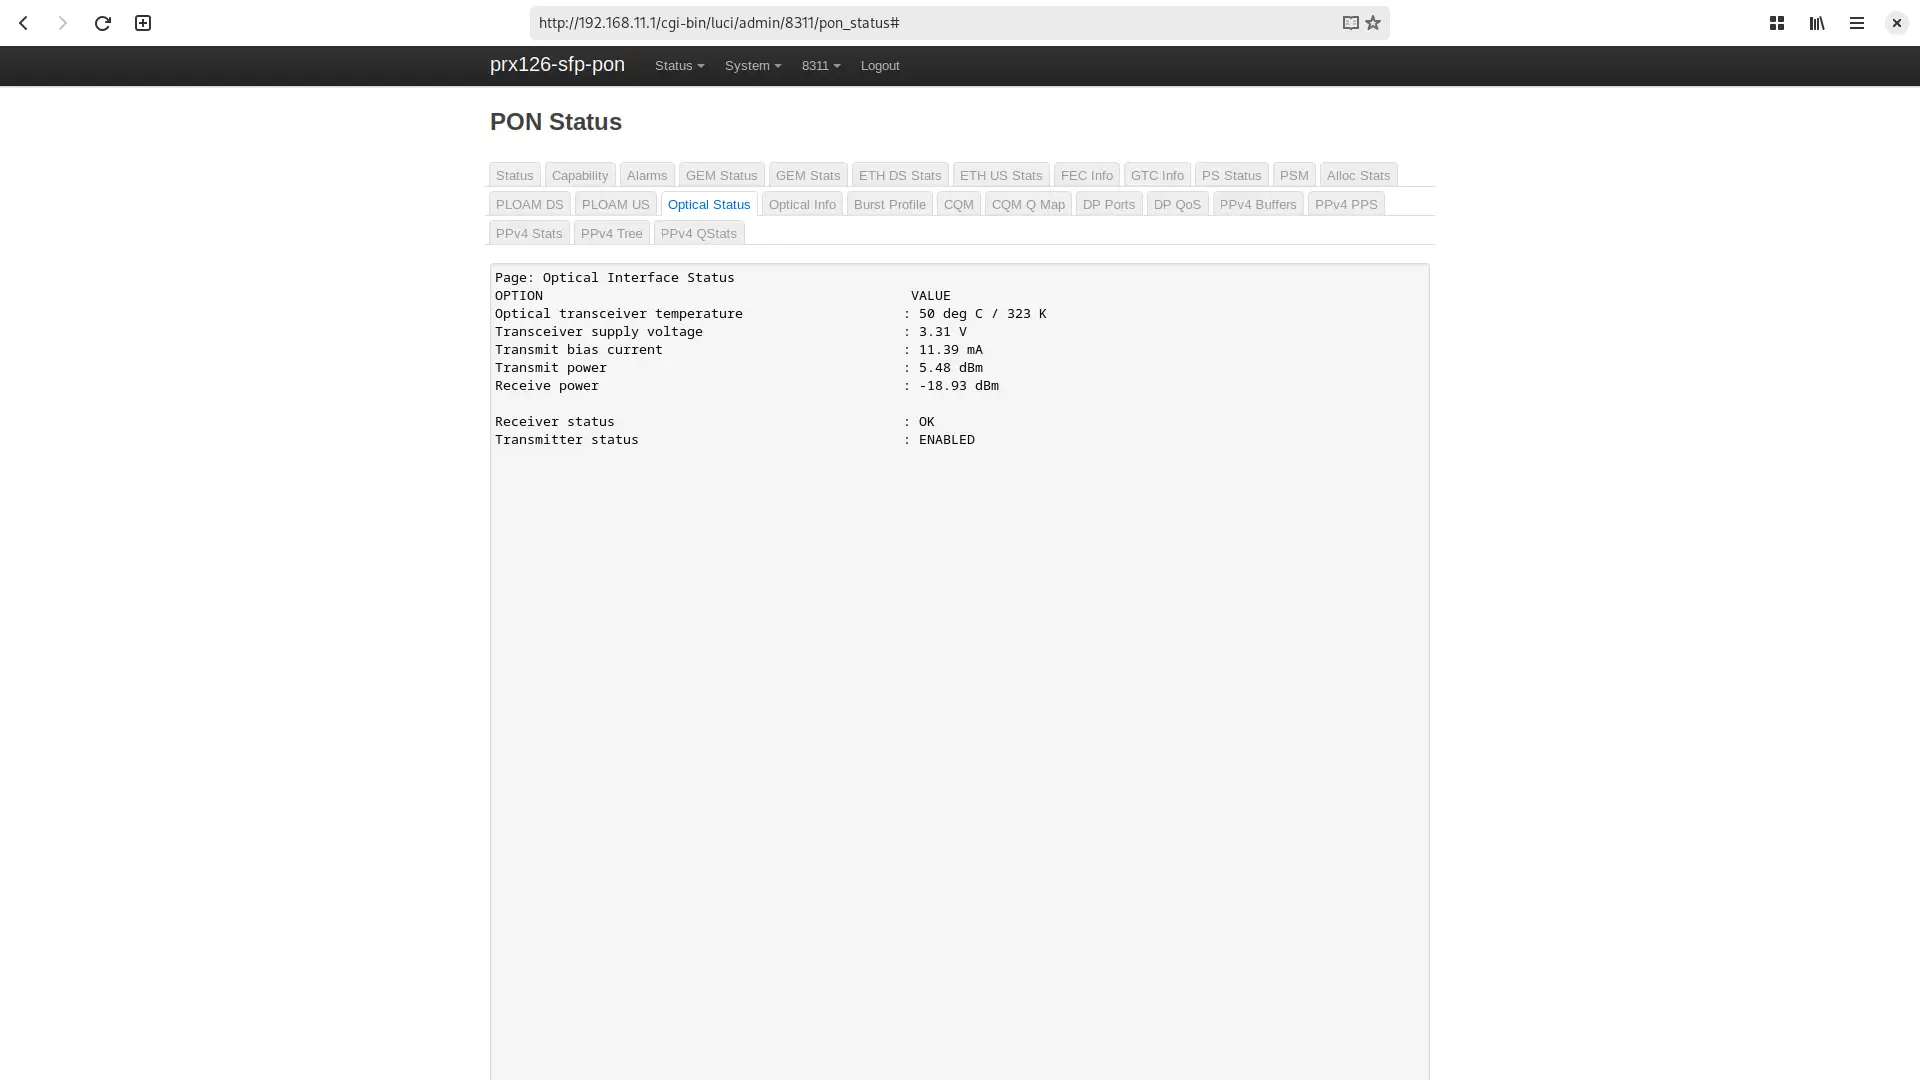 http://192.168.11.1/cgi-bin/luci/admin/8311/pon_status#
prx126-sfp-pon Status System 8311 Logout
PON Status
Status Capability Alarms GEM Status GEM Stats ETH DS Stats ETH US Stats FEC Info GTC Info PS Status PSM Alloc Stats
PLOAM DS PLOAM US Optical Status Optical Info Burst Profile CQM CQM Q Map DP Ports DP QoS PPv4 Buffers PPv4 PPS
PPv4 Stats PPv4 Tree PPv4 QStats
Page: Optical Interface Status
OPTION VALUE
Optical transceiver temperature : 50 deg C / 323 K
Transceiver supply voltage : 3.31 V
Transmit bias current : 11.39 mA
Transmit power : 5.48 dBm
Receive power : -18.93 dBm
Receiver status : OK
Transmitter status : ENABLED